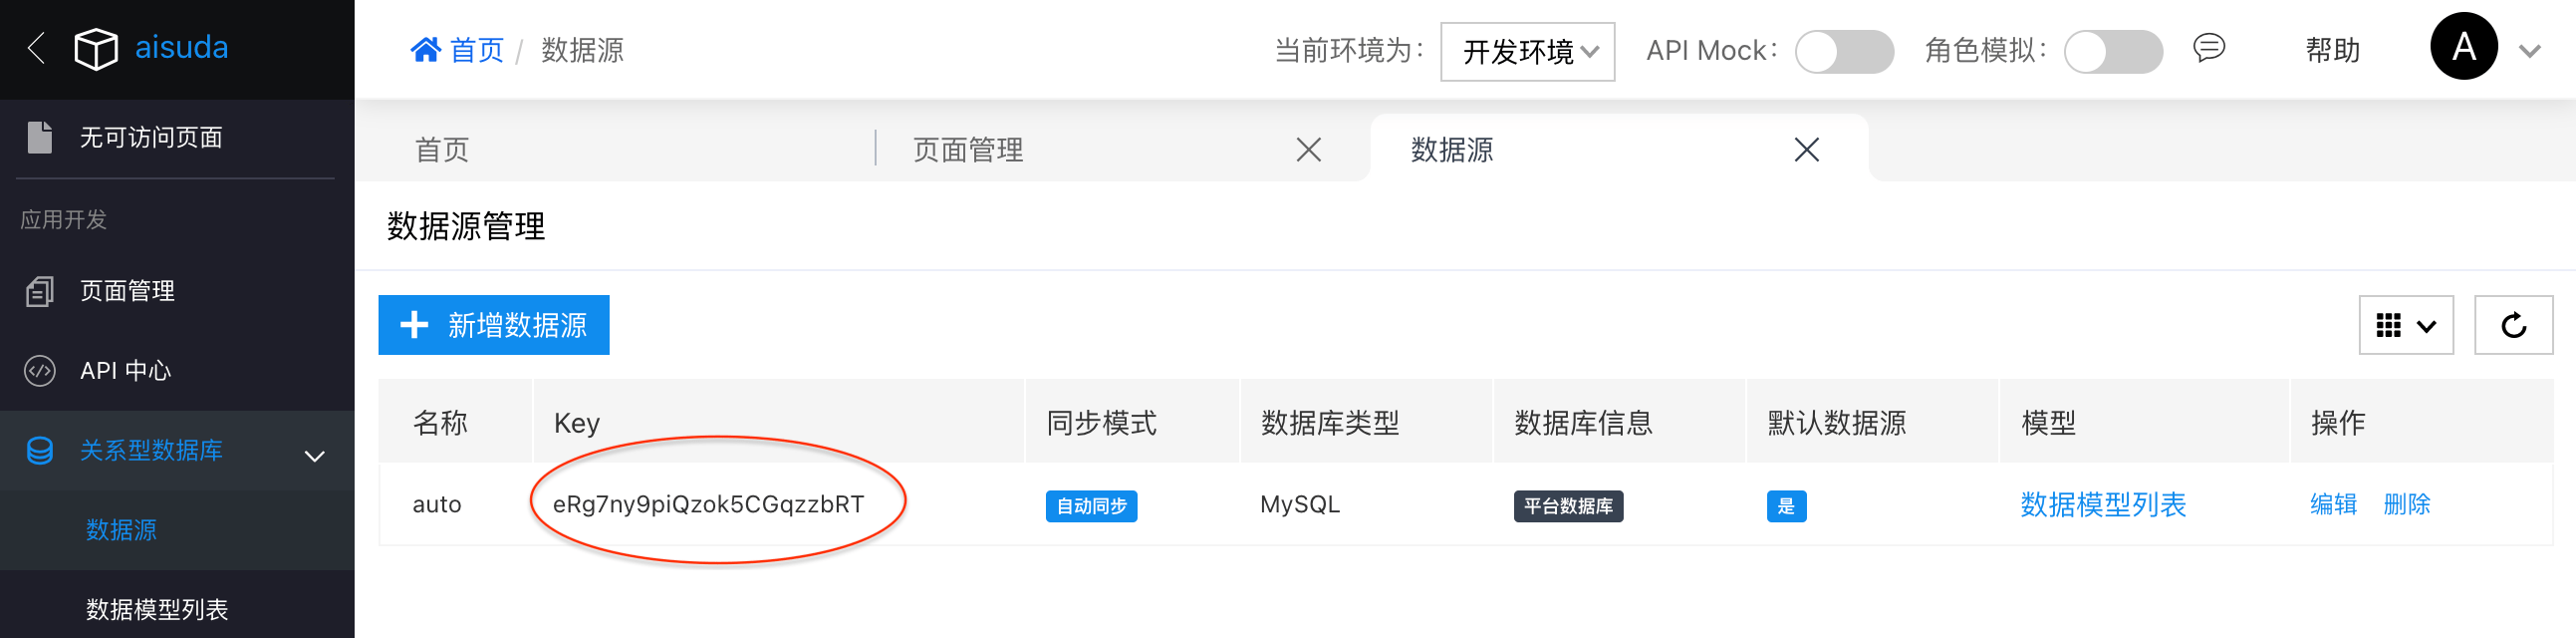 aisuda
无可访问页面
应用开发
页面管理
API 中心
关系型数据库
数据源
数据模型列表
首页 / 数据源
当前环境为： 开发环境 API Mock： 角色模拟： 帮助 A
首页 页面管理 数据源
数据源管理
新增数据源
名称 Key 同步模式 数据库类型 数据库信息 默认数据源 模型 操作
auto eRg7ny9piQzok5CGqzzbRT 自动同步 MySQL 平台数据库 是 数据模型列表 编辑 删除